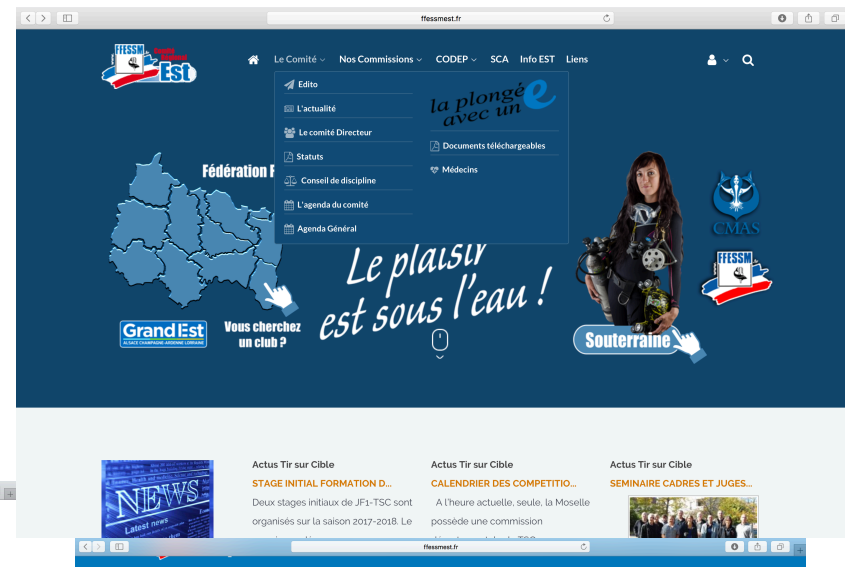 ffessmest.fr
FFESSM
Est
Le Comité
Nos Commissions
CODEP
SCA
Info EST
Liens
Edito
L'actualité
Le comité Directeur
Statuts
Conseil de discipline
L'agenda du comité
Agenda Général
la plongée
avec un e
Documents téléchargeables
Médecins
Fédération F
CMAS
FFESSM
Le plaisir
est sous l'eau !
Grand Est
ALSACE CHAMPAGNE-ARDENNE LORRAINE
Vous cherchez
un club ?
Souterraine
NEWS
Latest news
Actus Tir sur Cible
STAGE INITIAL FORMATION D...
Deux stages initiaux de JF1-TSC sont
organisés sur la saison 2017-2018. Le
Actus Tir sur Cible
CALENDRIER DES COMPETITIO...
A l'heure actuelle, seule, la Moselle
possède une commission
Actus Tir sur Cible
SEMINAIRE CADRES ET JUGES...
ffessmest.fr